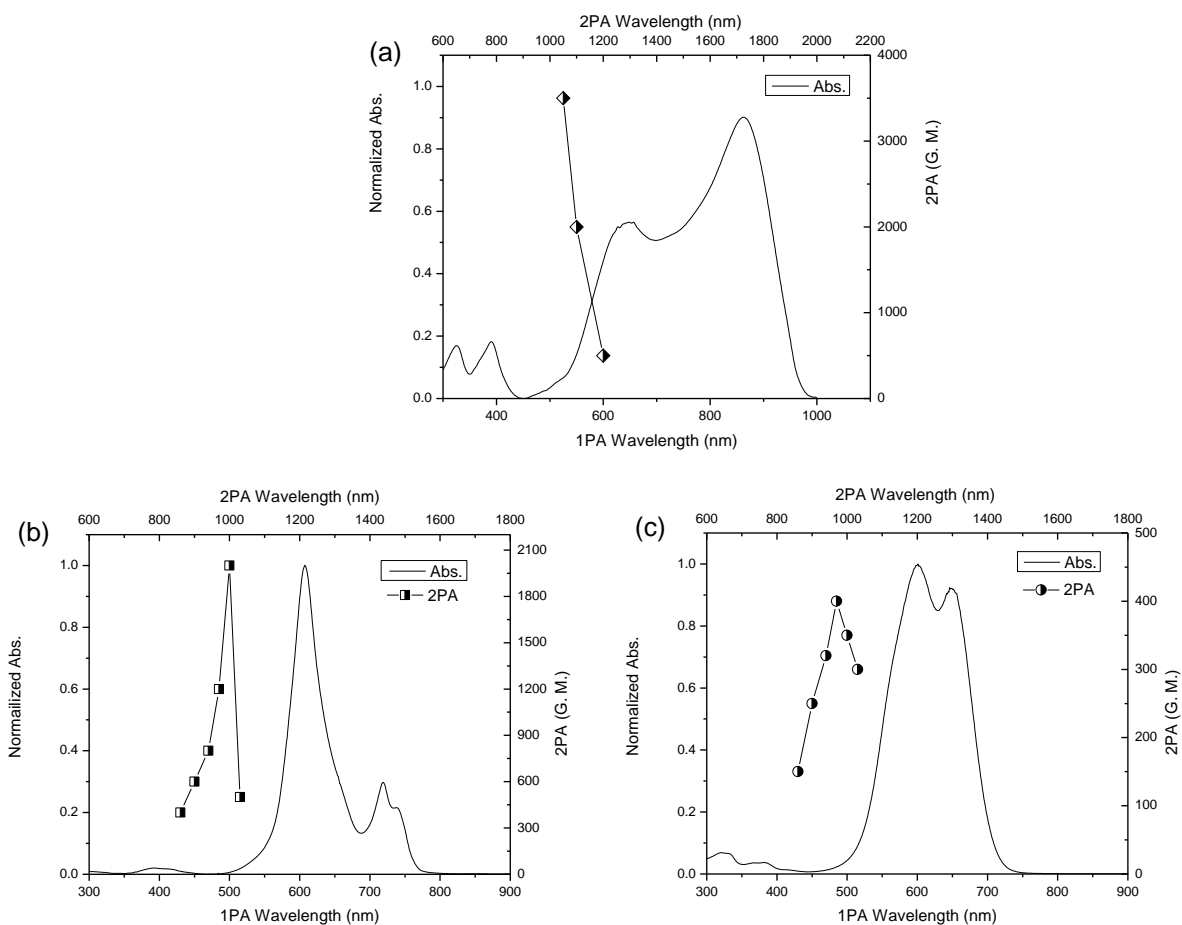 2PA Wavelength (nm)
(a)
600 800 1000 1200 1400 1600 1800 2000 2200
Abs.
1.0
0.8
0.6
0.4
0.2
0.0
Normalized Abs.
4000
3000
2000
1000
0
2PA (G. M.)
400 600 800 1000
1PA Wavelength (nm)
2PA Wavelength (nm)
(b)
600 800 1000 1200 1400 1600 1800
Abs.
2PA
1.0
0.8
0.6
0.4
0.2
0.0
Normailized Abs.
2100
1800
1500
1200
900
600
300
0
2PA (G. M.)
300 400 500 600 700 800 900
1PA Wavelength (nm)
2PA Wavelength (nm)
(c)
600 800 1000 1200 1400 1600 1800
Abs.
2PA
1.0
0.8
0.6
0.4
0.2
0.0
Normalized Abs.
500
400
300
250
200
150
100
50
0
2PA (G. M.)
300 400 500 600 700 800 900
1PA Wavelength (nm)